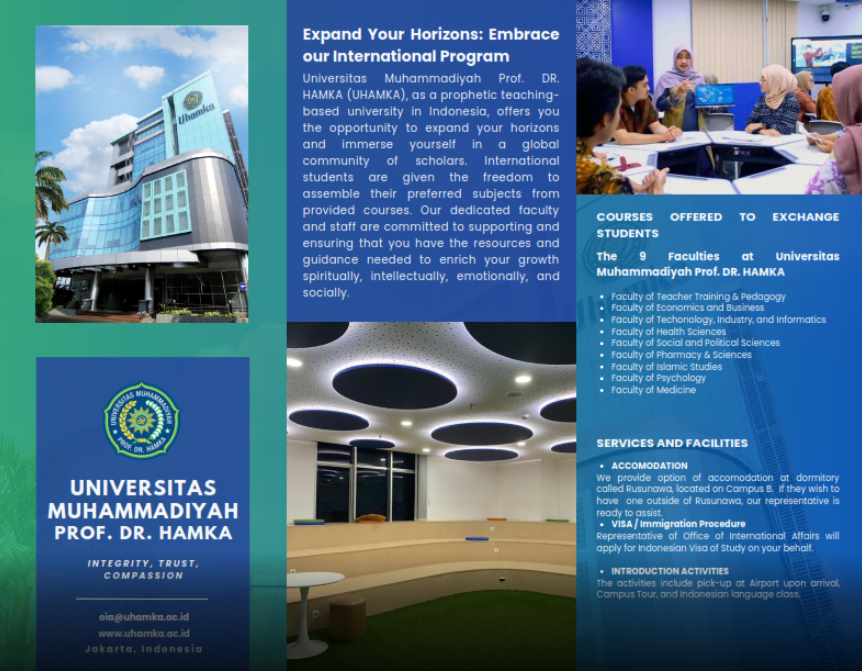 Uhamka
UNIVERSITAS MUHAMMADIYAH
PROF. DR. HAMKA
UNIVERSITAS
MUHAMMADIYAH
PROF. DR. HAMKA
INTEGRITY, TRUST,
COMPASSION
oia@uhamka.ac.id
www.uhamka.ac.id
Jakarta, Indonesia
Expand Your Horizons: Embrace
our International Program
Universitas Muhammadiyah Prof. DR.
HAMKA (UHAMKA), as a prophetic teaching-
based university in Indonesia, offers you
the opportunity to expand your horizons
and immerse yourself in a global
community of scholars. International
students are given the freedom to
assemble their preferred subjects from
provided courses. Our dedicated faculty
and staff are committed to supporting and
ensuring that you have the resources and
guidance needed to enrich your growth
spiritually, intellectually, emotionally, and
socially.
COURSES OFFERED TO EXCHANGE
STUDENTS
The 9 Faculties at Universitas
Muhammadiyah Prof. DR. HAMKA
• Faculty of Teacher Training & Pedagogy
• Faculty of Economics and Business
• Faculty of Techonology, Industry, and Informatics
• Faculty of Health Sciences
• Faculty of Social and Political Sciences
• Faculty of Pharmacy & Sciences
• Faculty of Islamic Studies
• Faculty of Psychology
• Faculty of Medicine
SERVICES AND FACILITIES
• ACCOMODATION
We provide option of accomodation at dormitory
called Rusunawa, located on Campus B. If they wish to
have one outside of Rusunawa, our representative is
ready to assist.
• VISA / Immigration Procedure
Representative of Office of International Affairs will
apply for Indonesian Visa of Study on your behalf.
• INTRODUCTION ACTIVITIES
The activities include pick-up at Airport upon arrival,
Campus Tour, and Indonesian language class.